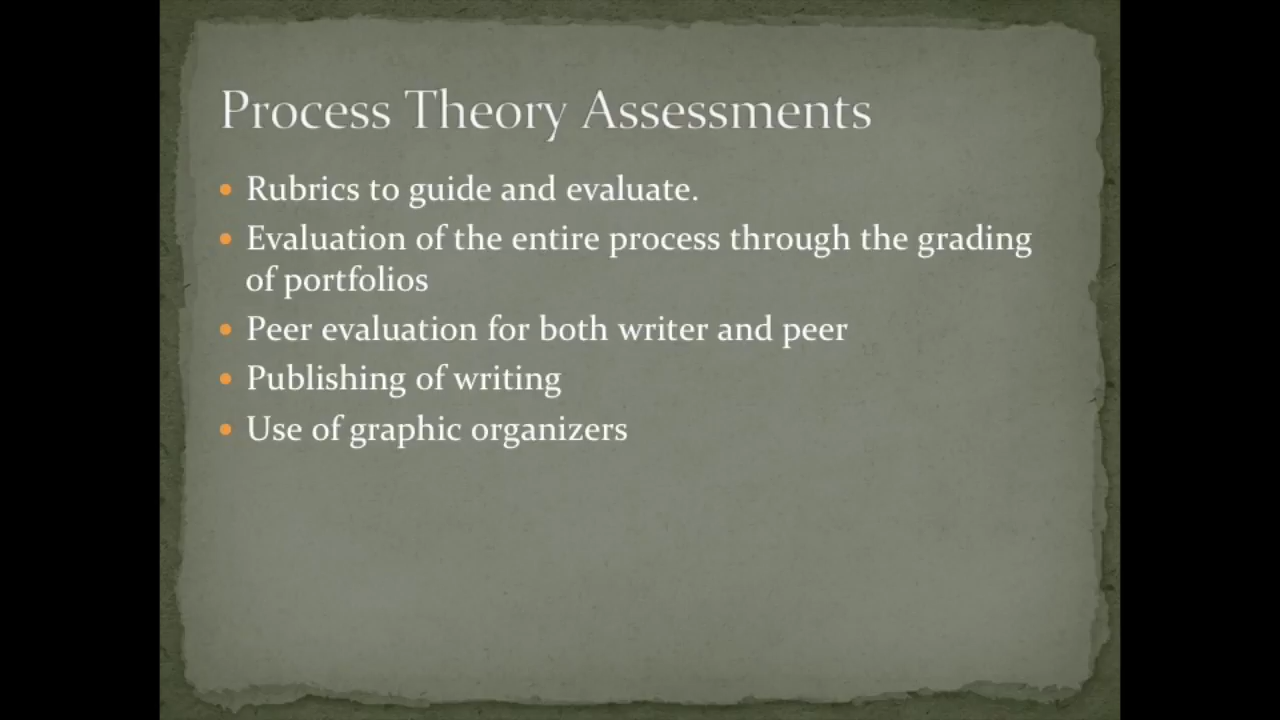 Process Theory Assessments
• Rubrics to guide and evaluate.
• Evaluation of the entire process through the grading
of portfolios
• Peer evaluation for both writer and peer
• Publishing of writing
• Use of graphic organizers